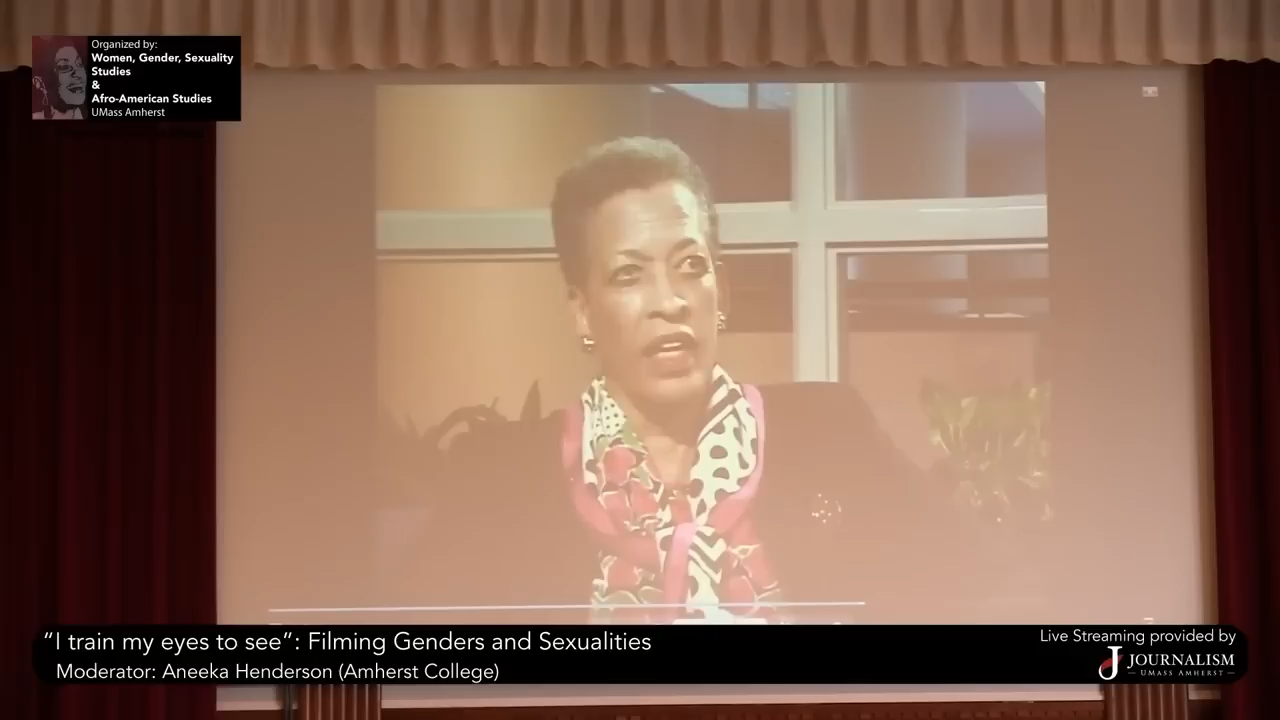 Organized by:
Women, Gender, Sexuality
Studies
&
Afro-American Studies
UMass Amherst
“I train my eyes to see“: Filming Genders and Sexualities
Moderator: Aneeka Henderson (Amherst College)
Live Streaming provided by
J JOURNALISM
— UMASS AMHERST —